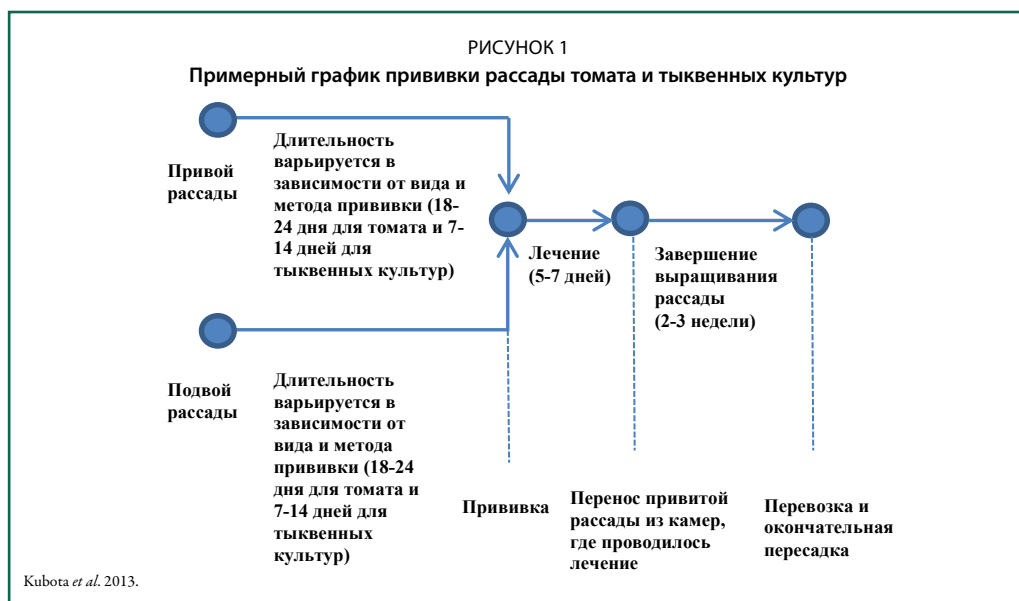 РИСУНОК 1
Примерный график прививки рассады томата и тыквенных культур
Привой
рассады
Длительность
варьируется в
зависимости от вида и
метода прививки (18-
24 дня для томата и 7-
14 дней для
тыквенных культур)
Лечение
(5-7 дней)
Завершение
выращивания
рассады
(2-3 недели)
Подвой
рассады
Длительность
варьируется в
зависимости от
вида и метода
прививки (18-24
дня для томата и
7-14 дней для
тыквенных
культур)
Прививка
Перенос привитой
рассады из камер,
где проводилось
лечение
Перевозка и
окончательная
пересадка
Kubota et al. 2013.